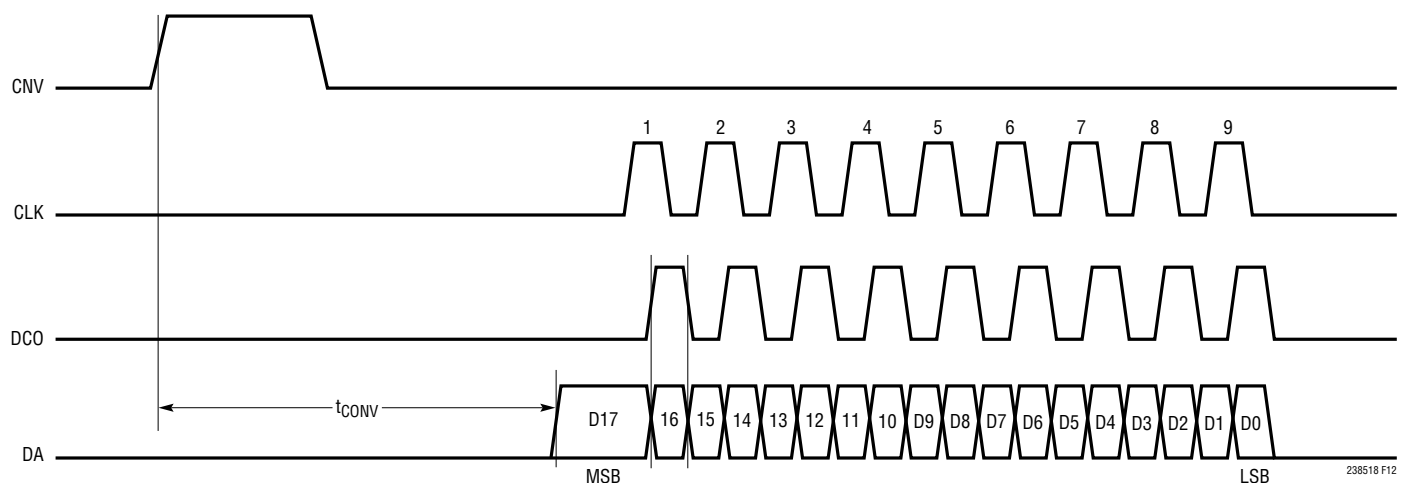 CNV
1 2 3 4 5 6 7 8 9
CLK
DCO
tCONV
D17 16 15 14 13 12 11 10 D9 D8 D7 D6 D5 D4 D3 D2 D1 D0
DA
MSB LSB
238518 F12